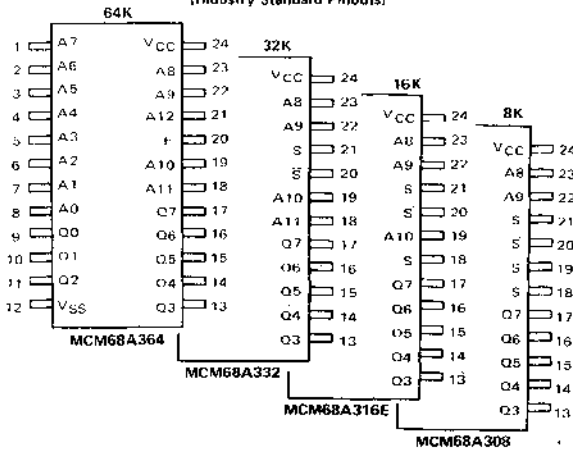 [Industry Standard Pinouts]
64K
1 A7 VCC 24
2 A6 A8 23
3 A5 A9 22
4 A4 A12 21
5 A3 E 20
6 A2 A10 19
7 A1 A11 18
8 A0 Q7 17
9 Q0 Q6 16
10 Q1 Q5 15
11 Q2 Q4 14
12 VSS Q3 13
MCM68A364
32K
VCC 24
A8 23
A9 22
S 21
S 20
A10 19
A11 18
Q7 17
Q6 16
Q5 15
Q4 14
Q3 13
MCM68A332
16K
VCC 24
A8 23
A9 22
S 21
S 20
A10 19
S 18
Q7 17
Q6 16
Q5 15
Q4 14
Q3 13
MCM68A316E
8K
VCC 24
A8 23
A9 22
S 21
S 20
S 19
S 18
Q7 17
Q6 16
Q5 15
Q4 14
Q3 13
MCM68A308